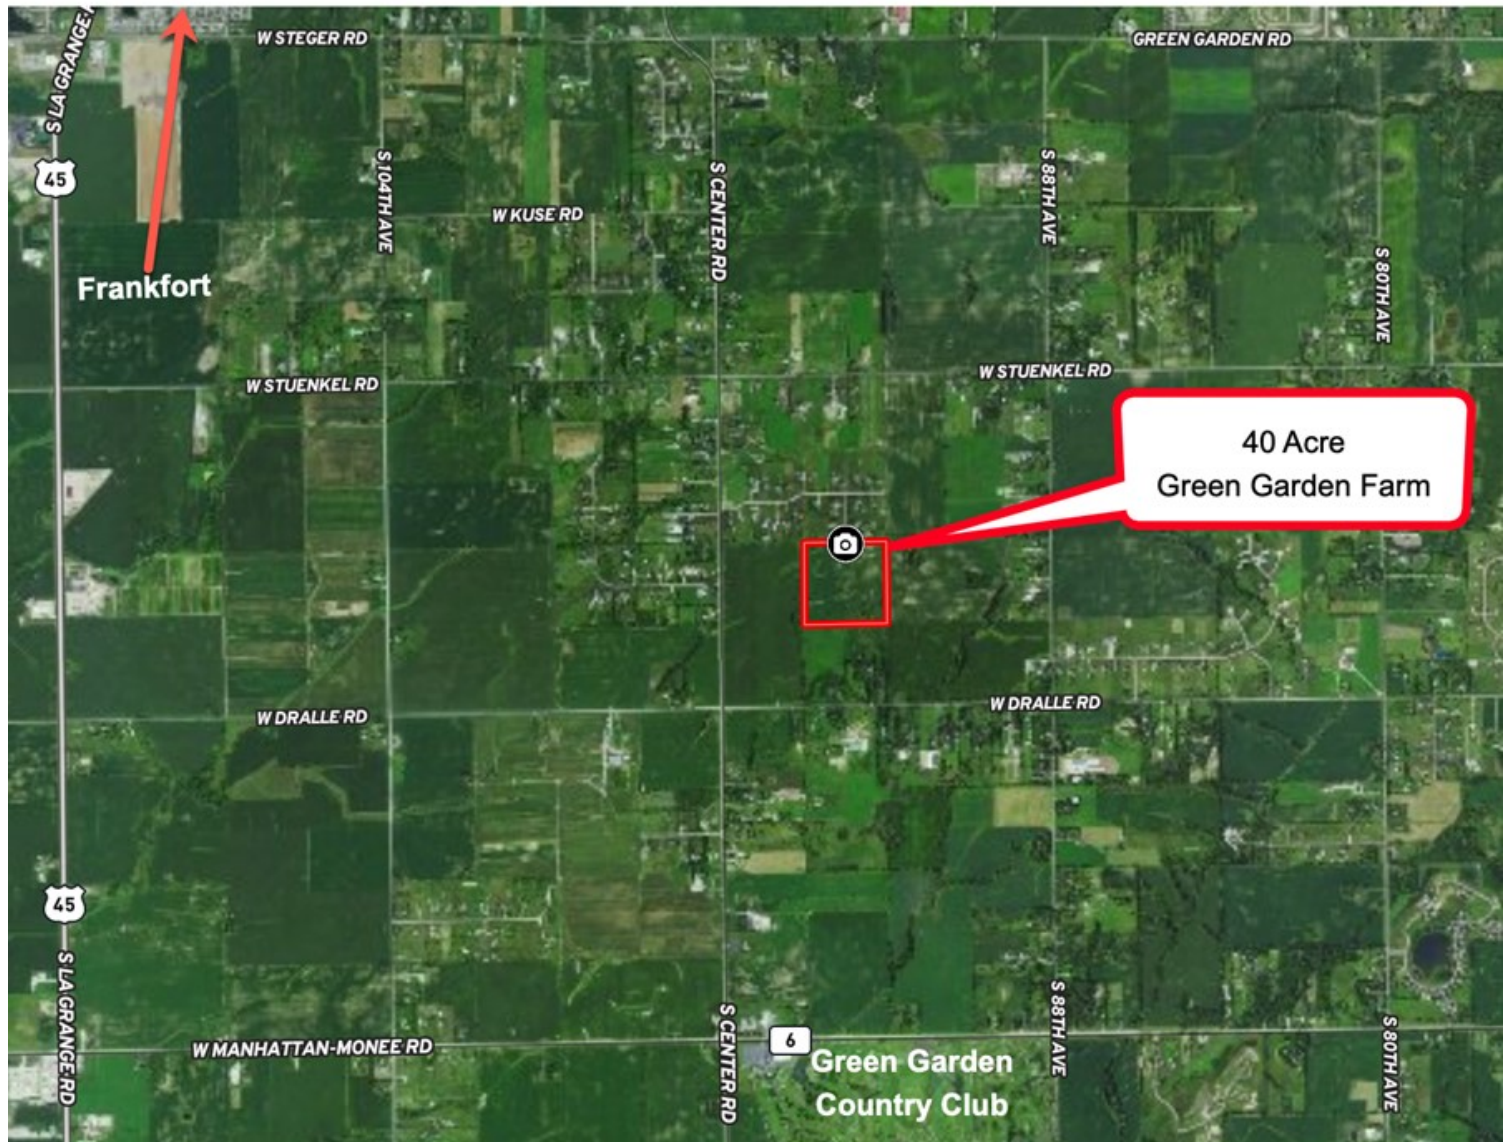 W STEGER RD
GREEN GARDEN RD
S LA GRANGE R
45
S 104TH AVE
S CENTER RD
S 88TH AVE
W KUSE RD
S 80TH AVE
Frankfort
W STUENKEL RD
W STUENKEL RD
40 Acre
Green Garden Farm
W DRALLE RD
W DRALLE RD
45
S LA GRANGE RD
S CENTER RD
S 88TH AVE
S 80TH AVE
W MANHATTAN-MONEE RD
6
Green Garden
Country Club